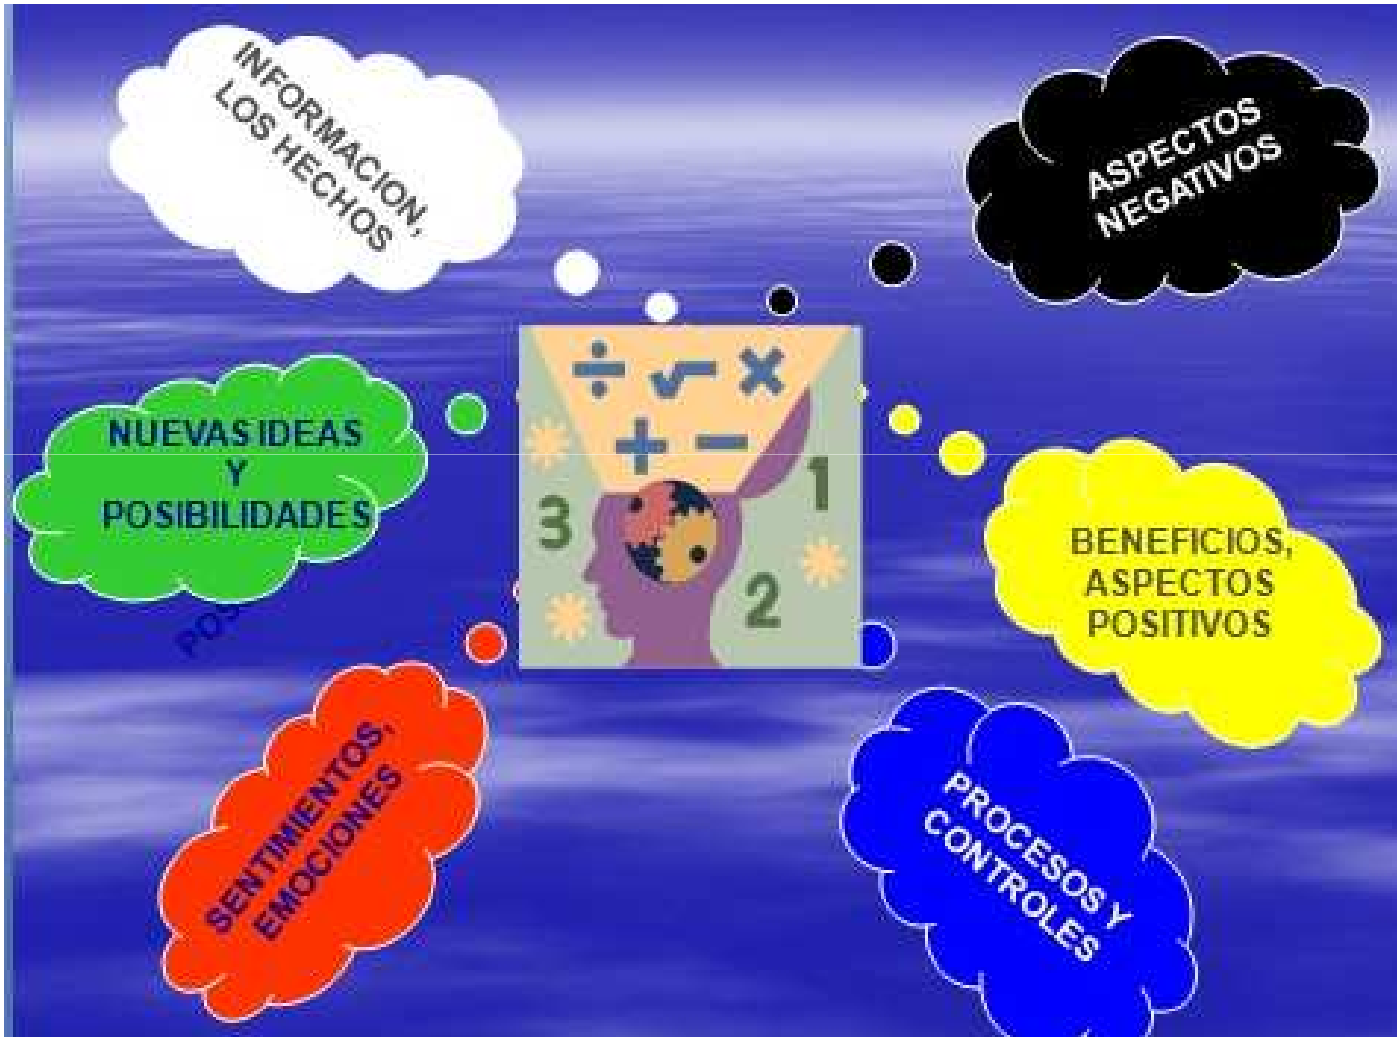 INFORMACION,
LOS HECHOS
ASPECTOS
NEGATIVOS
NUEVAS IDEAS
Y
POSIBILIDADES
BENEFICIOS,
ASPECTOS
POSITIVOS
3
1
2
SENTIMIENTOS,
EMOCIONES
PROCESOS Y
CONTROLES